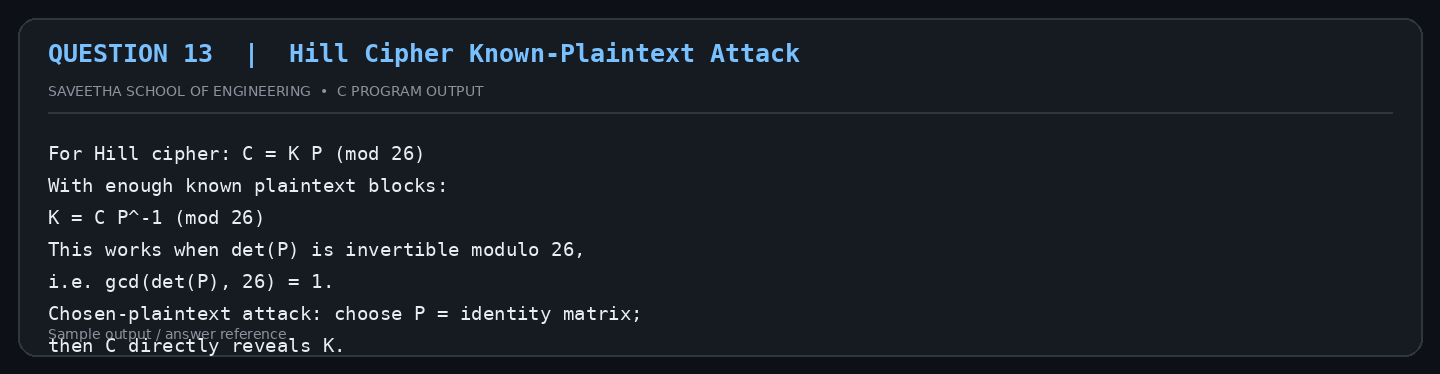 QUESTION 13 | Hill Cipher Known-Plaintext Attack
SAVEETHA SCHOOL OF ENGINEERING • C PROGRAM OUTPUT
For Hill cipher: C = K P (mod 26)
With enough known plaintext blocks:
K = C P^-1 (mod 26)
This works when det(P) is invertible modulo 26,
i.e. gcd(det(P), 26) = 1.
Chosen-plaintext attack: choose P = identity matrix;
Sample output / answer reference
then C directly reveals K.